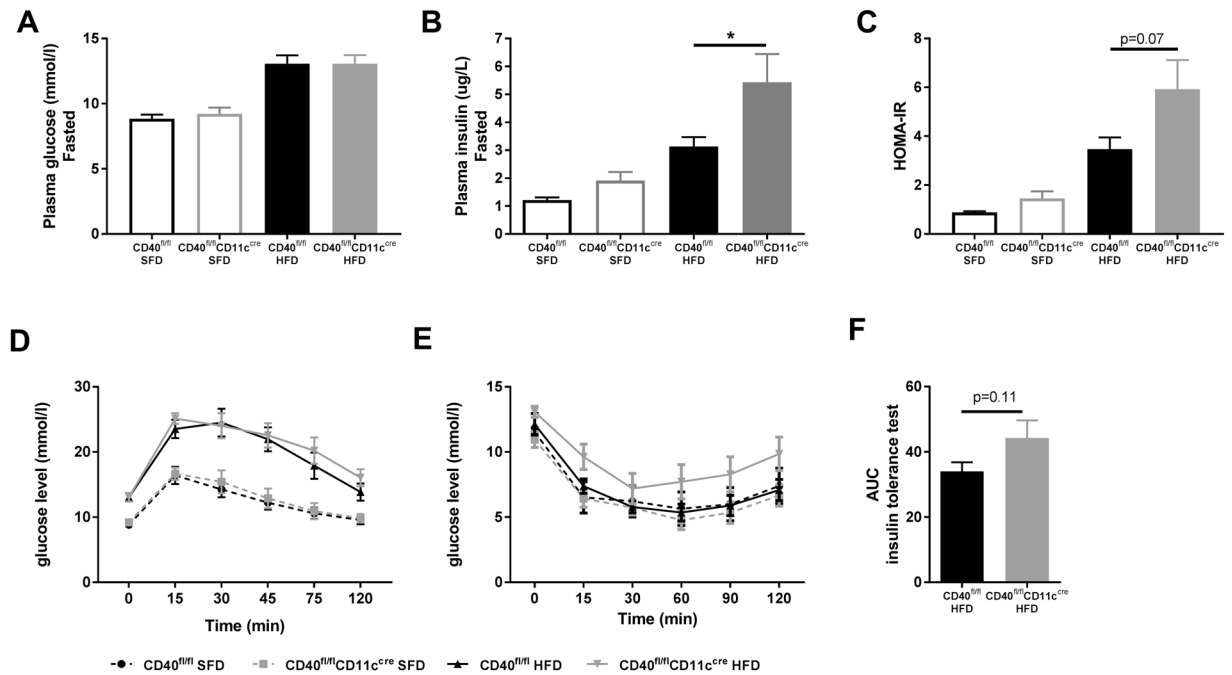 A
Plasma glucose (mmol/l)
Fasted
15
10
5
0
CD40fl/fl
SFD
CD40fl/flCD11ccre
SFD
CD40fl/fl
HFD
CD40fl/flCD11ccre
HFD
B
Plasma insulin (ug/L)
Fasted
7
6
5
4
3
2
1
0
*
CD40fl/fl
SFD
CD40fl/flCD11ccre
SFD
CD40fl/fl
HFD
CD40fl/flCD11ccre
HFD
C
HOMA-IR
8
6
4
2
0
p=0.07
CD40fl/fl
SFD
CD40fl/flCD11ccre
SFD
CD40fl/fl
HFD
CD40fl/flCD11ccre
HFD
D
glucose level (mmol/l)
30
20
10
0
0 15 30 45 75 120
Time (min)
E
glucose level (mmol/l)
15
10
5
0
0 15 30 60 90 120
Time (min)
F
AUC
insulin tolerance test
60
40
20
0
p=0.11
CD40fl/fl
HFD
CD40fl/flCD11ccre
HFD
CD40fl/fl SFD
CD40fl/flCD11ccre SFD
CD40fl/fl HFD
CD40fl/flCD11ccre HFD